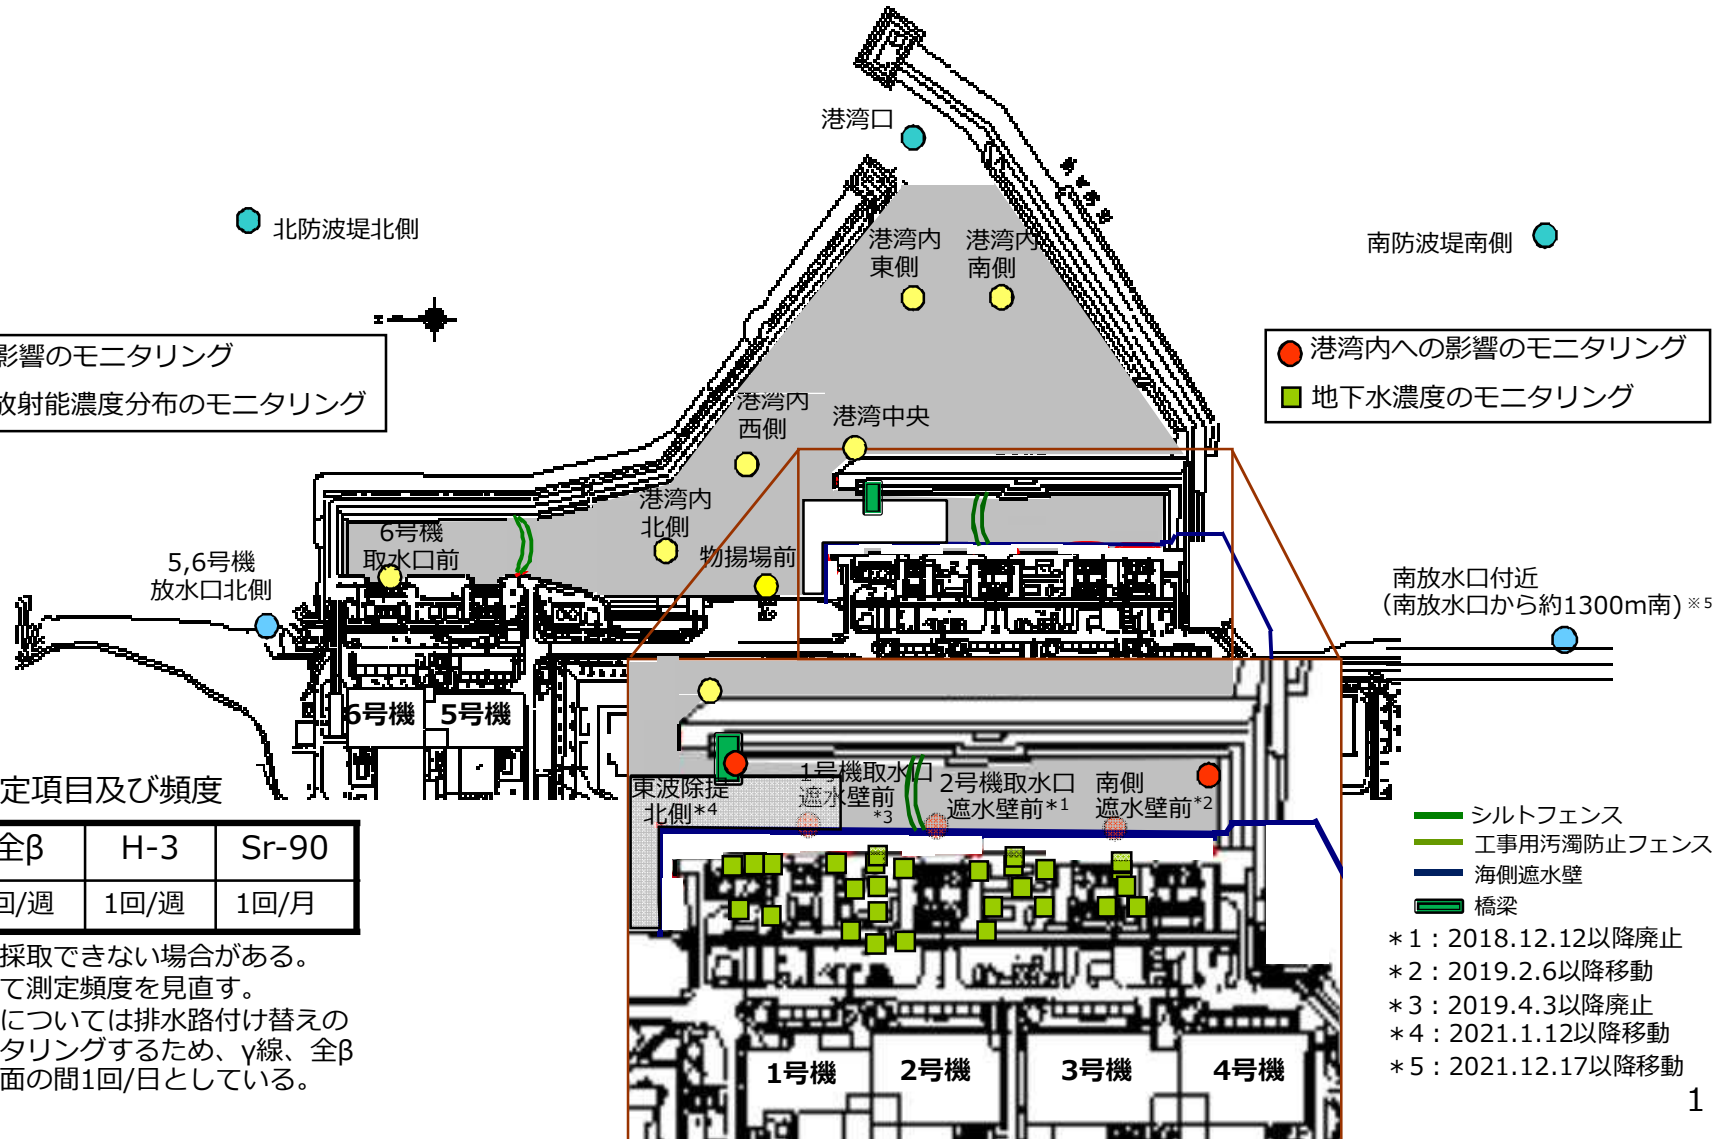 港湾口
北防波堤北側
南防波堤南側
港湾内
東側
港湾内
南側
影響のモニタリング
放射能濃度分布のモニタリング
港湾内への影響のモニタリング
地下水濃度のモニタリング
港湾内
西側
港湾中央
港湾内
北側
物揚場前
6号機
取水口前
5,6号機
放水口北側
南放水口付近
(南放水口から約1300m南)※5
6号機
5号機
東波除堤
北側*4
1号機取水口
遮水壁前
*3
2号機取水口
遮水壁前*1
南側
遮水壁前*2
1号機
2号機
3号機
4号機
定項目及び頻度
全β H-3 Sr-90
回/週 1回/週 1回/月
採取できない場合がある。
て測定頻度を見直す。
については排水路付け替えの
タリングするため、γ線、全β
面の間1回/日としている。
シルトフェンス
工事用汚濁防止フェンス
海側遮水壁
橋梁
*1:2018.12.12以降廃止
*2:2019.2.6以降移動
*3:2019.4.3以降廃止
*4:2021.1.12以降移動
*5:2021.12.17以降移動
1